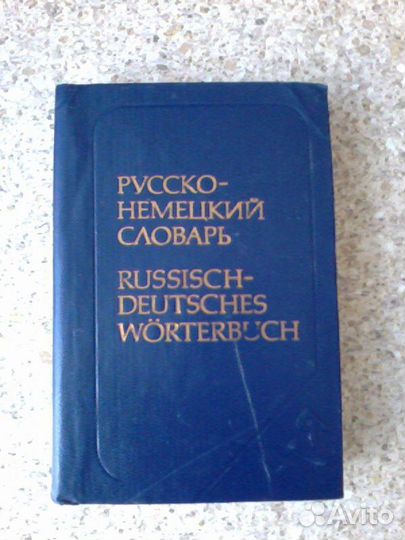 РУССКО-
НЕМЕЦКИЙ
СЛОВАРЬ
RUSSISCH-
DEUTSCHES
WÖRTERBUCH
Avito